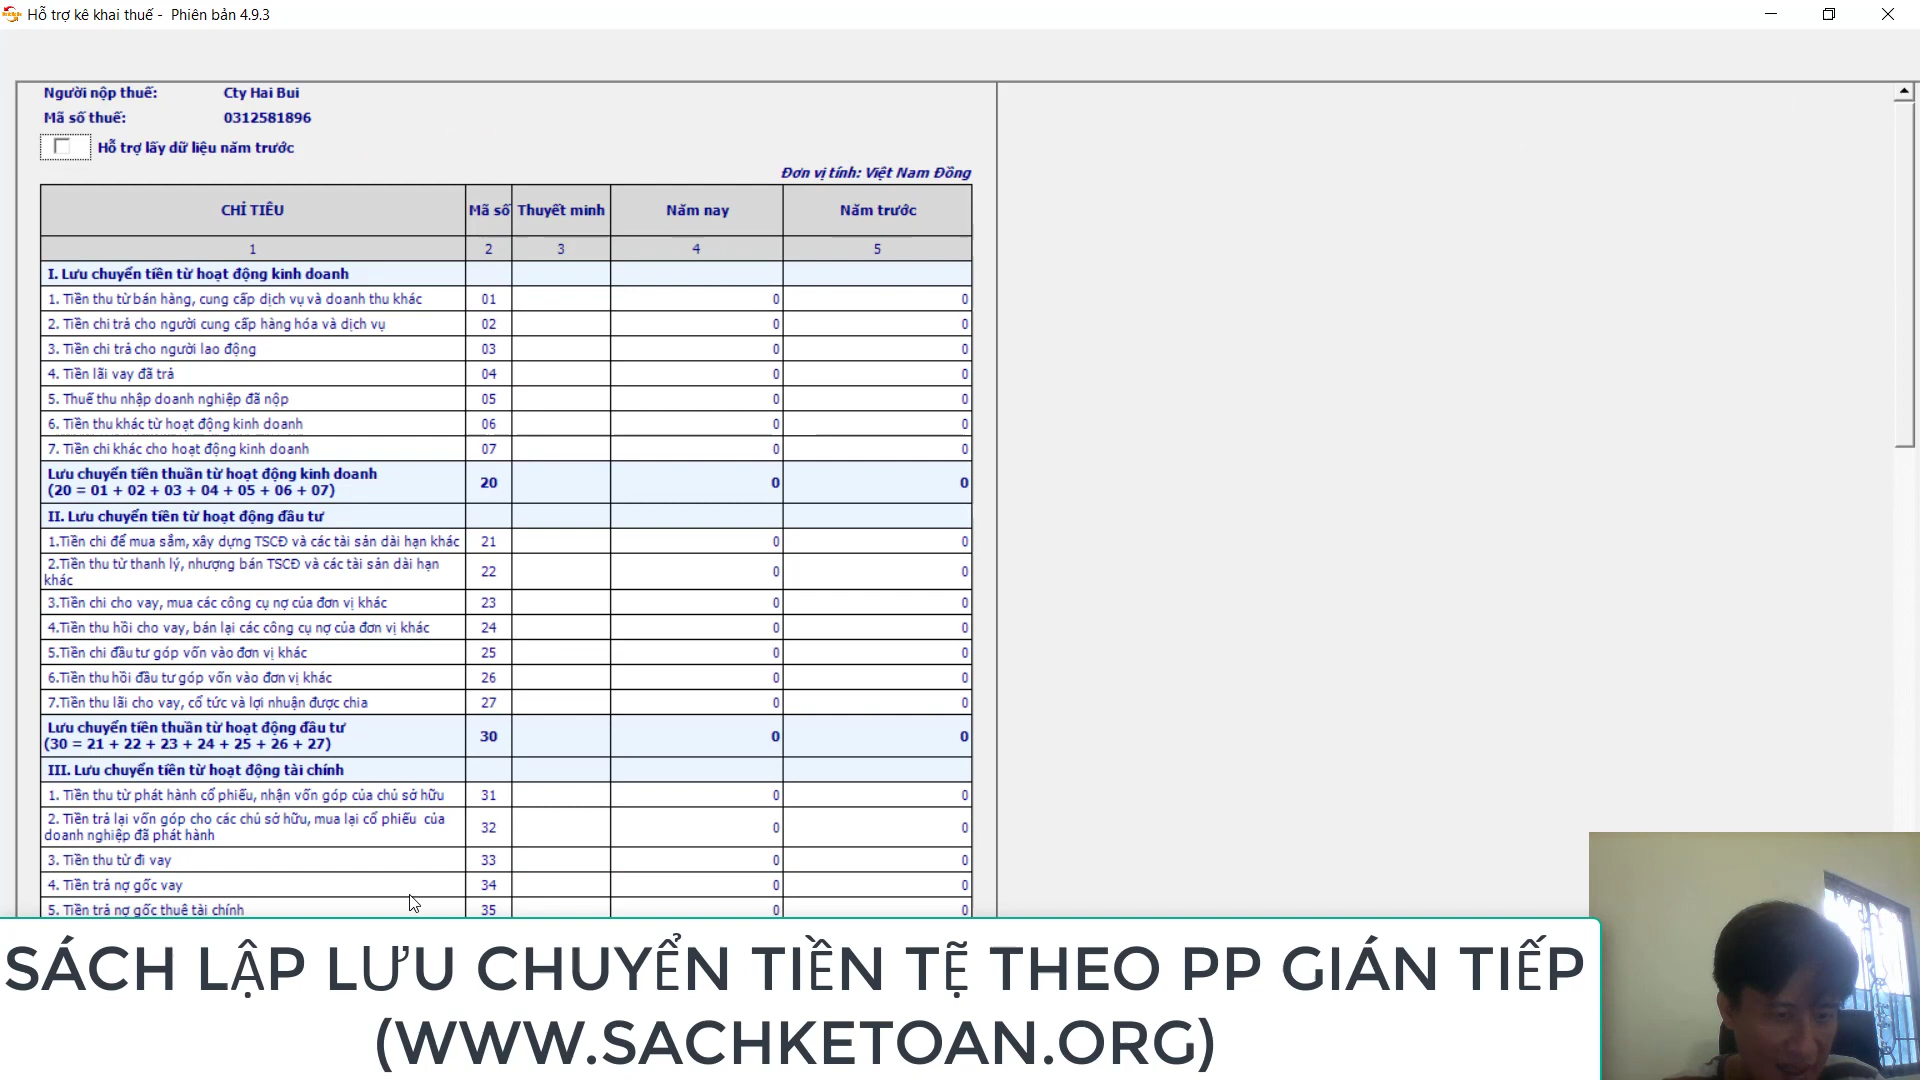 Hỗ trợ kê khai thuế - Phiên bản 4.9.3
Người nộp thuế: Cty Hai Bui
Mã số thuế: 0312581896
Hỗ trợ lấy dữ liệu năm trước
Đơn vị tính: Việt Nam Đồng
CHỈ TIÊU Mã số Thuyết minh Năm nay Năm trước
1 2 3 4 5
I. Lưu chuyển tiền từ hoạt động kinh doanh
1. Tiền thu từ bán hàng, cung cấp dịch vụ và doanh thu khác 01 0 0
2. Tiền chi trả cho người cung cấp hàng hóa và dịch vụ 02 0 0
3. Tiền chi trả cho người lao động 03 0 0
4. Tiền lãi vay đã trả 04 0 0
5. Thuế thu nhập doanh nghiệp đã nộp 05 0 0
6. Tiền thu khác từ hoạt động kinh doanh 06 0 0
7. Tiền chi khác cho hoạt động kinh doanh 07 0 0
Lưu chuyển tiền thuần từ hoạt động kinh doanh
(20 = 01 + 02 + 03 + 04 + 05 + 06 + 07) 20 0 0
II. Lưu chuyển tiền từ hoạt động đầu tư
1.Tiền chi để mua sắm, xây dựng TSCĐ và các tài sản dài hạn khác 21 0 0
2.Tiền thu từ thanh lý, nhượng bán TSCĐ và các tài sản dài hạn
khác 22 0 0
3.Tiền chi cho vay, mua các công cụ nợ của đơn vị khác 23 0 0
4.Tiền thu hồi cho vay, bán lại các công cụ nợ của đơn vị khác 24 0 0
5.Tiền chi đầu tư góp vốn vào đơn vị khác 25 0 0
6.Tiền thu hồi đầu tư góp vốn vào đơn vị khác 26 0 0
7.Tiền thu lãi cho vay, cổ tức và lợi nhuận được chia 27 0 0
Lưu chuyển tiền thuần từ hoạt động đầu tư
(30 = 21 + 22 + 23 + 24 + 25 + 26 + 27) 30 0 0
III. Lưu chuyển tiền từ hoạt động tài chính
1. Tiền thu từ phát hành cổ phiếu, nhận vốn góp của chủ sở hữu 31 0 0
2. Tiền trả lại vốn góp cho các chủ sở hữu, mua lại cổ phiếu của
doanh nghiệp đã phát hành 32 0 0
3. Tiền thu từ đi vay 33 0 0
4. Tiền trả nợ gốc vay 34 0 0
5. Tiền trả nợ gốc thuê tài chính 35 0 0
SÁCH LẬP LƯU CHUYỂN TIỀN TỆ THEO PP GIÁN TIẾP
(WWW.SACHKETOAN.ORG)